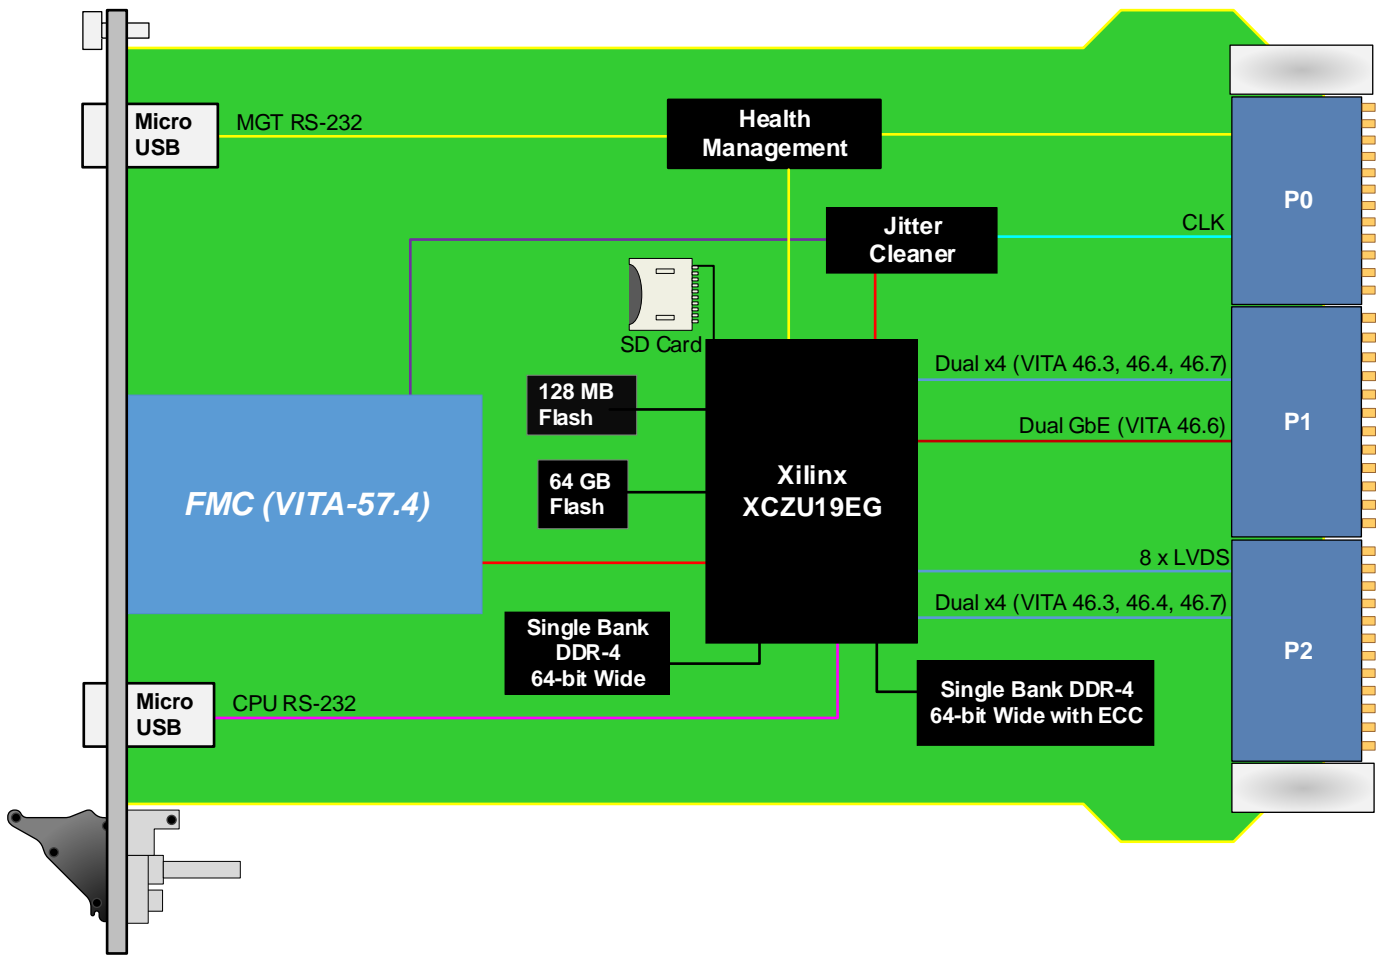 Micro
USB
MGT RS-232
Health
Management
P0
Jitter
Cleaner
CLK
SD Card
128 MB
Flash
64 GB
Flash
Xilinx
XCZU19EG
Dual x4 (VITA 46.3, 46.4, 46.7)
Dual GbE (VITA 46.6)
P1
FMC (VITA-57.4)
8 x LVDS
Dual x4 (VITA 46.3, 46.4, 46.7)
P2
Single Bank
DDR-4
64-bit Wide
Single Bank DDR-4
64-bit Wide with ECC
Micro
USB
CPU RS-232